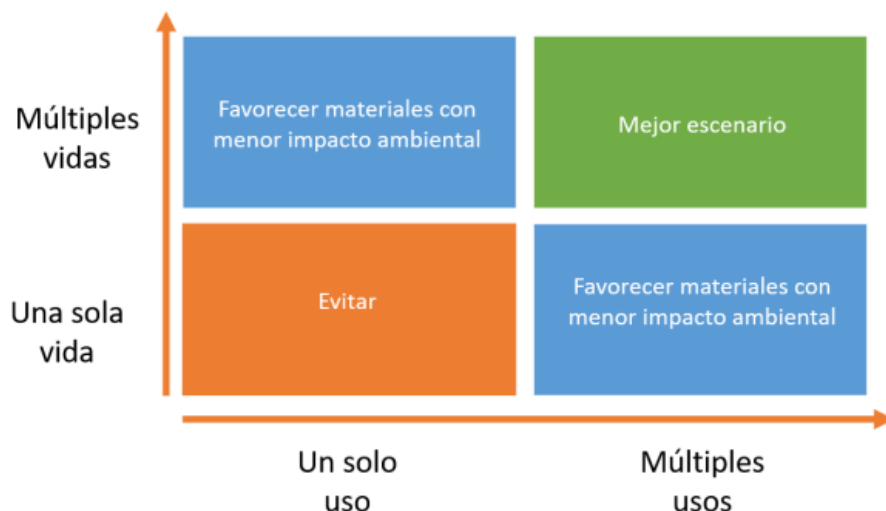 Múltiples
vidas
Favorecer materiales con
menor impacto ambiental
Mejor escenario
Una sola
vida
Evitar
Favorecer materiales con
menor impacto ambiental
Un solo
uso
Múltiples
usos